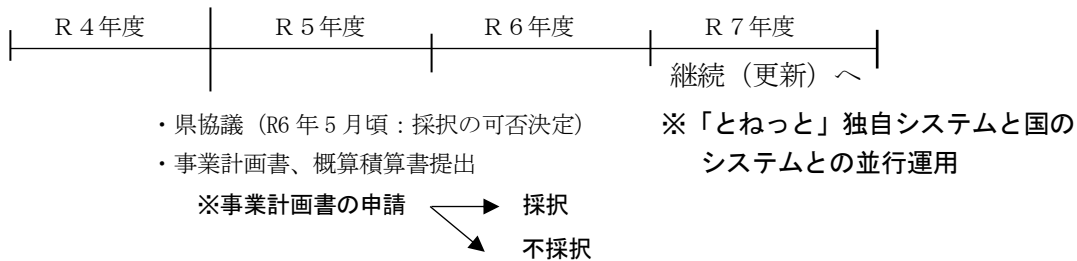 Ｒ４年度 Ｒ５年度 Ｒ６年度 Ｒ７年度
継続（更新）へ
・県協議（R6 年５月頃：採択の可否決定）
・事業計画書、概算積算書提出
※事業計画書の申請 採択
不採択
※「とねっと」独自システムと国の
システムとの並行運用